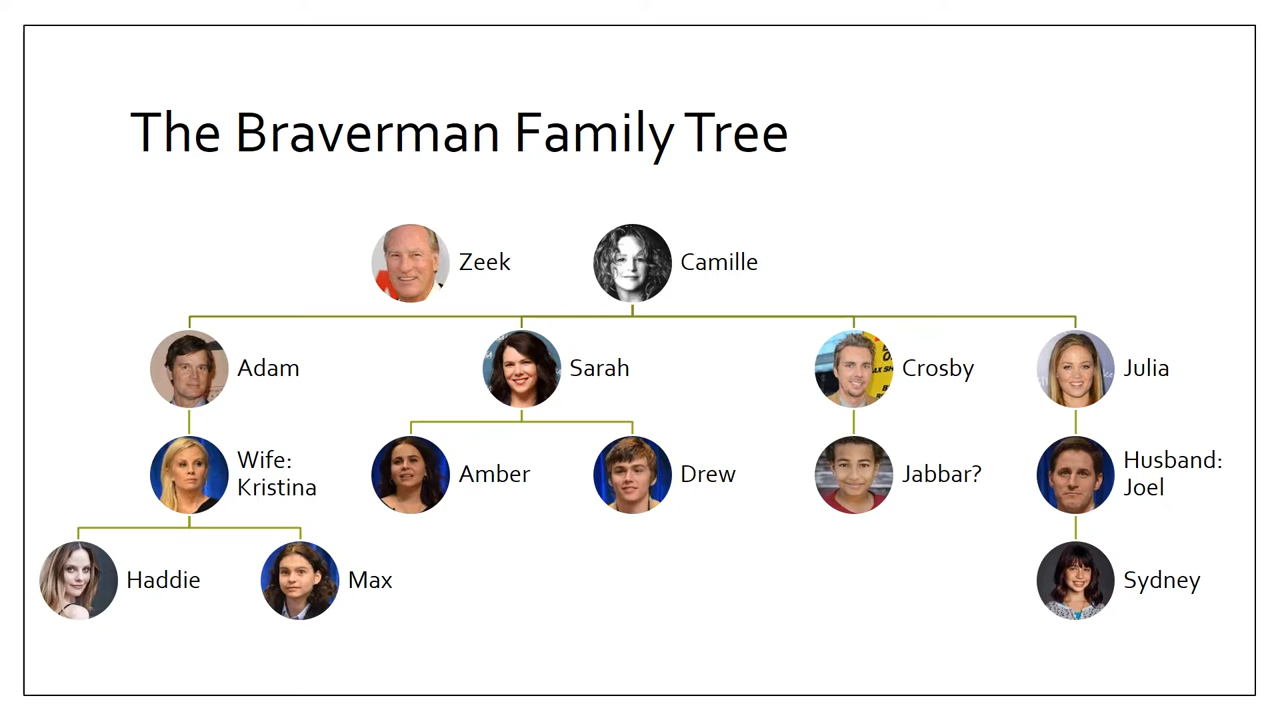 The Braverman Family Tree
Zeek
Camille
Adam
Sarah
Crosby
Julia
Wife:
Kristina
Amber
Drew
Jabbar?
Husband:
Joel
Haddie
Max
Sydney